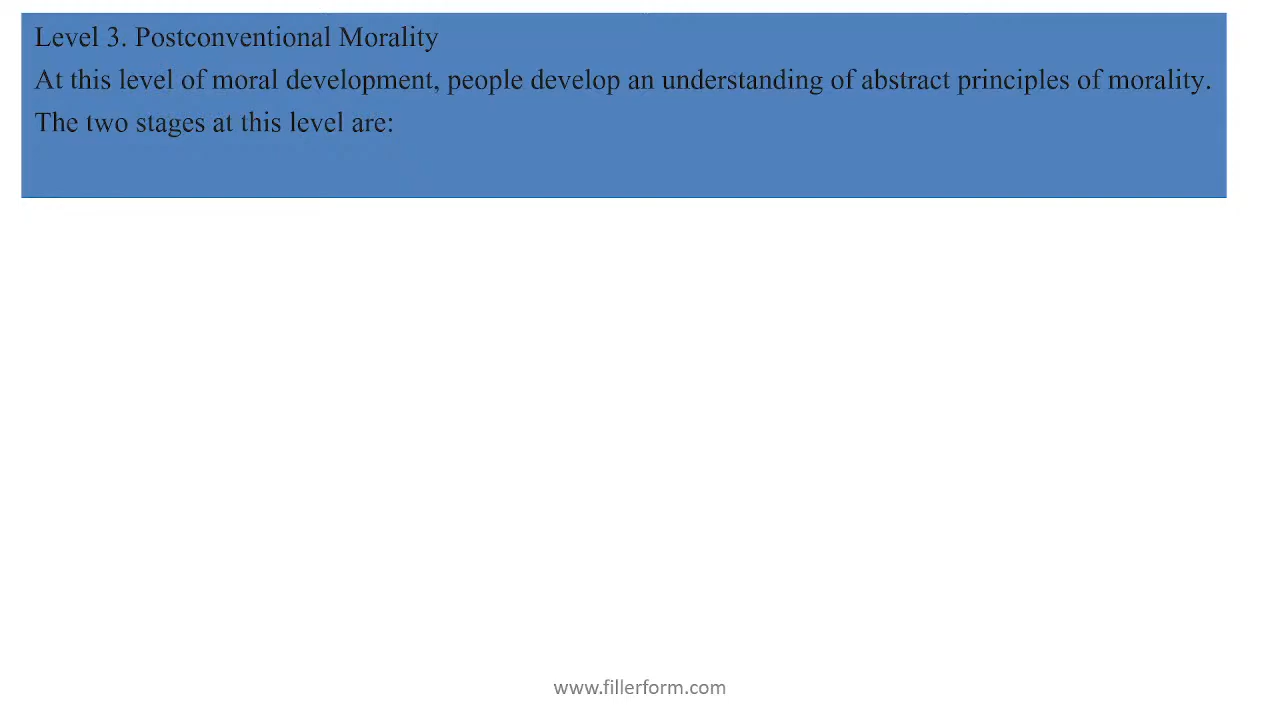 Level 3. Postconventional Morality
At this level of moral development, people develop an understanding of abstract principles of morality.
The two stages at this level are:
www.fillerform.com